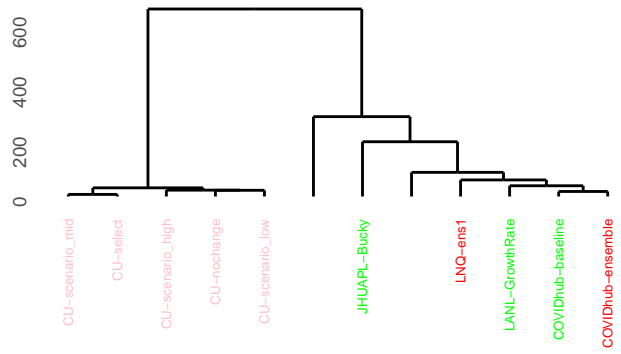 600
400
200
0
CU-scenario_mid
CU-select
CU-scenario_high
CU-nochange
CU-scenario_low
JHUAPL-Bucky
LNQ-ens1
LANL-GrowthRate
COVIDhub-baseline
COVIDhub-ensemble